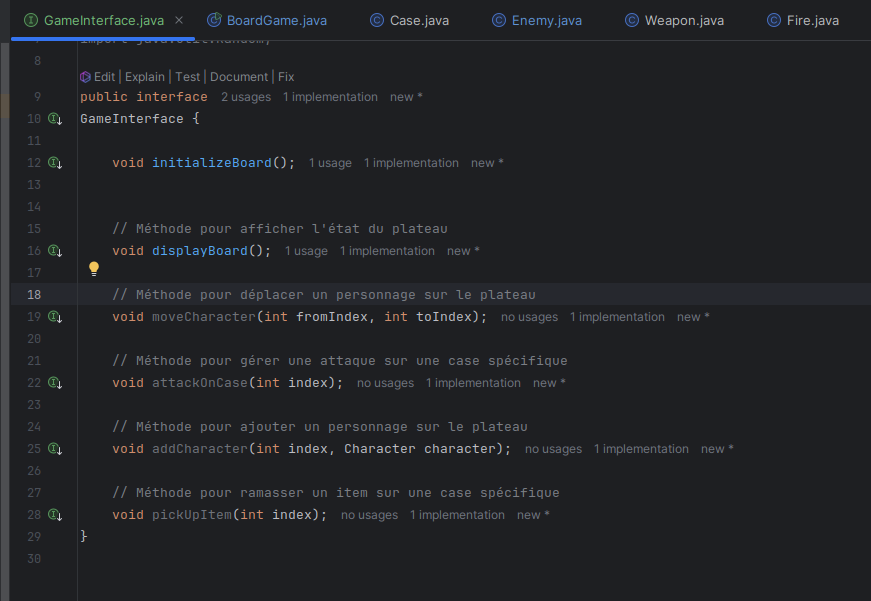 GameInterface.java × BoardGame.java Case.java Enemy.java Weapon.java Fire.java
import java.util.Random;
8
Edit | Explain | Test | Document | Fix
9 public interface 2 usages 1 implementation new *
10 GameInterface {
11
12 void initializeBoard(); 1 usage 1 implementation new *
13
14
15 // Méthode pour afficher l'état du plateau
16 void displayBoard(); 1 usage 1 implementation new *
17
18 // Méthode pour déplacer un personnage sur le plateau
19 void moveCharacter(int fromIndex, int toIndex); no usages 1 implementation new *
20
21 // Méthode pour gérer une attaque sur une case spécifique
22 void attackOnCase(int index); no usages 1 implementation new *
23
24 // Méthode pour ajouter un personnage sur le plateau
25 void addCharacter(int index, Character character); no usages 1 implementation new *
26
27 // Méthode pour ramasser un item sur une case spécifique
28 void pickUpItem(int index); no usages 1 implementation new *
29 }
30